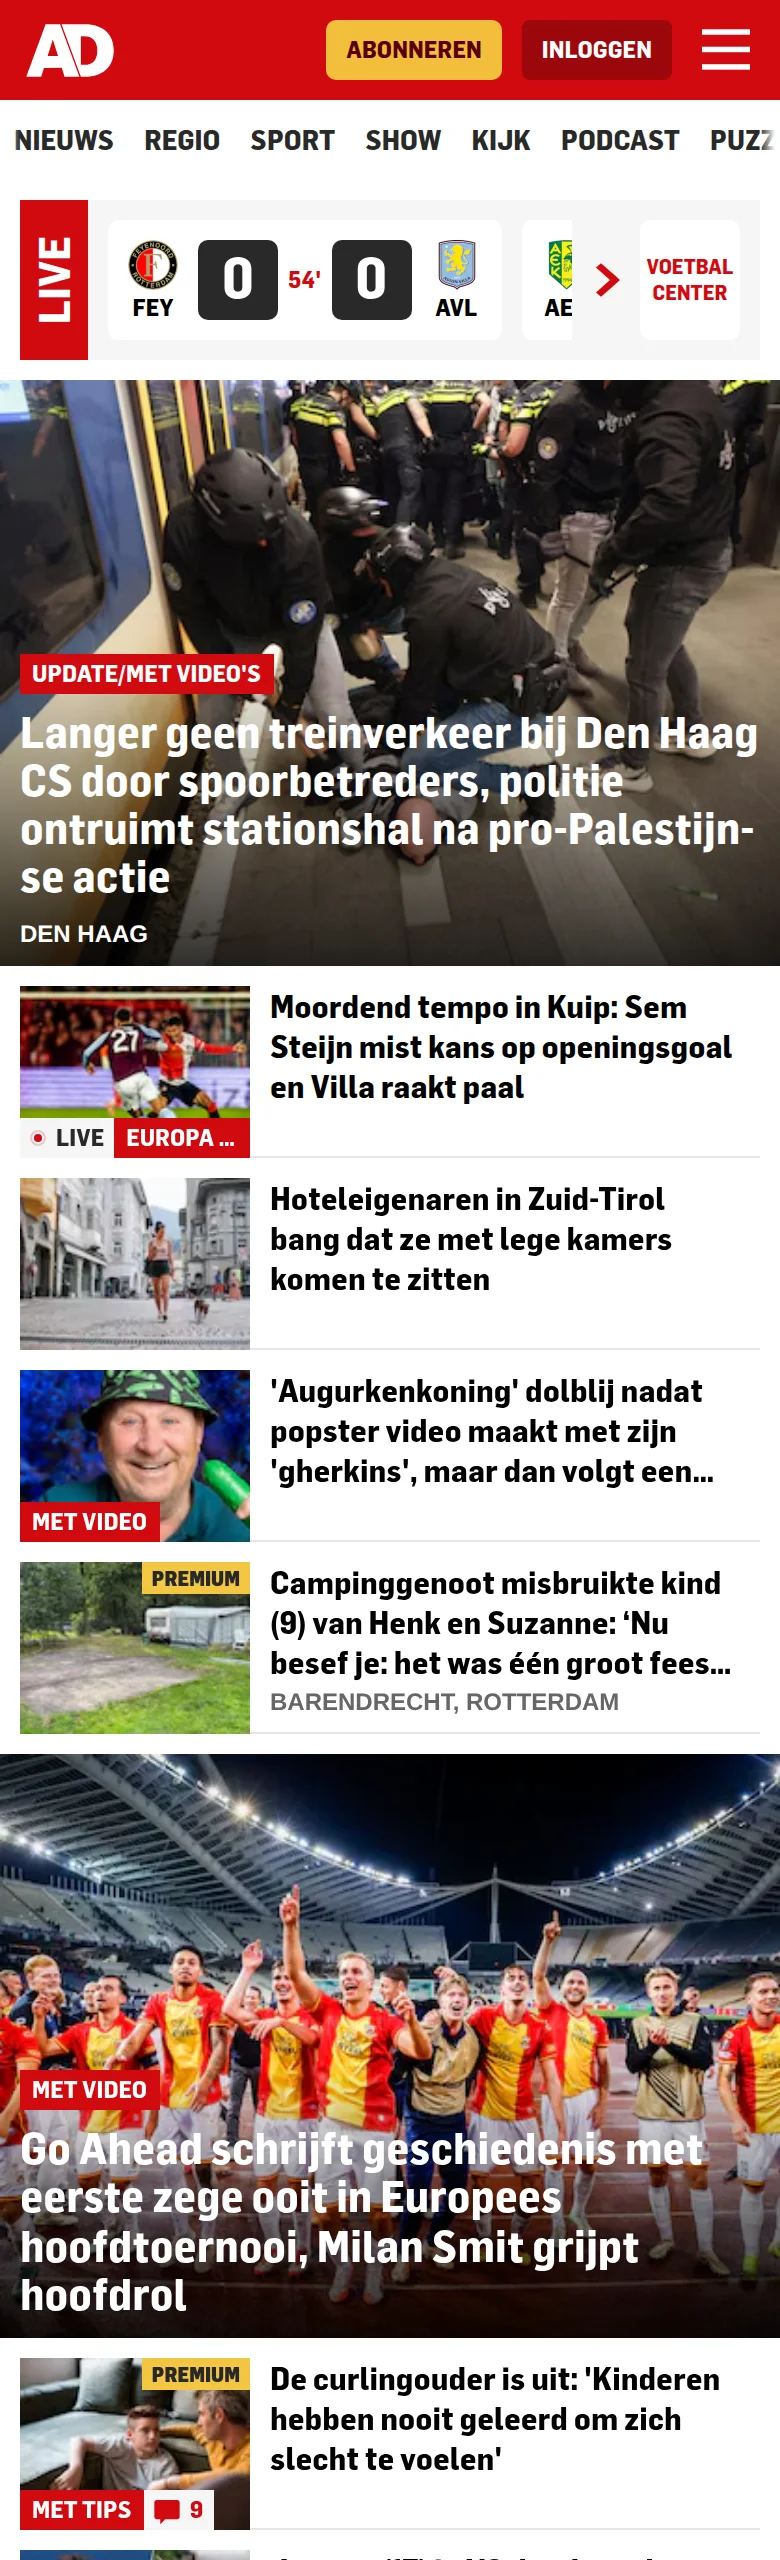 AD
ABONNEREN
INLOGGEN
NIEUWS REGIO SPORT SHOW KIJK PODCAST PUZZ
LIVE
0 54' 0
FEY AVL AE
VOETBAL
CENTER
UPDATE/MET VIDEO'S
Langer geen treinverkeer bij Den Haag
CS door spoorbetreders, politie
ontruimt stationshal na pro-Palestijn-
se actie
DEN HAAG
Moordend tempo in Kuip: Sem
Steijn mist kans op openingsgoal
en Villa raakt paal
27
LIVE EUROPA ...
Hoteleigenaren in Zuid-Tirol
bang dat ze met lege kamers
komen te zitten
'Augurkenkoning' dolblij nadat
popster video maakt met zijn
'gherkins', maar dan volgt een...
MET VIDEO
PREMIUM
Campinggenoot misbruikte kind
(9) van Henk en Suzanne: ‘Nu
besef je: het was één groot fees...
BARENDRECHT, ROTTERDAM
MET VIDEO
Go Ahead schrijft geschiedenis met
eerste zege ooit in Europees
hoofdtoernooi, Milan Smit grijpt
hoofdrol
PREMIUM
De curlingouder is uit: 'Kinderen
hebben nooit geleerd om zich
slecht te voelen'
MET TIPS 9